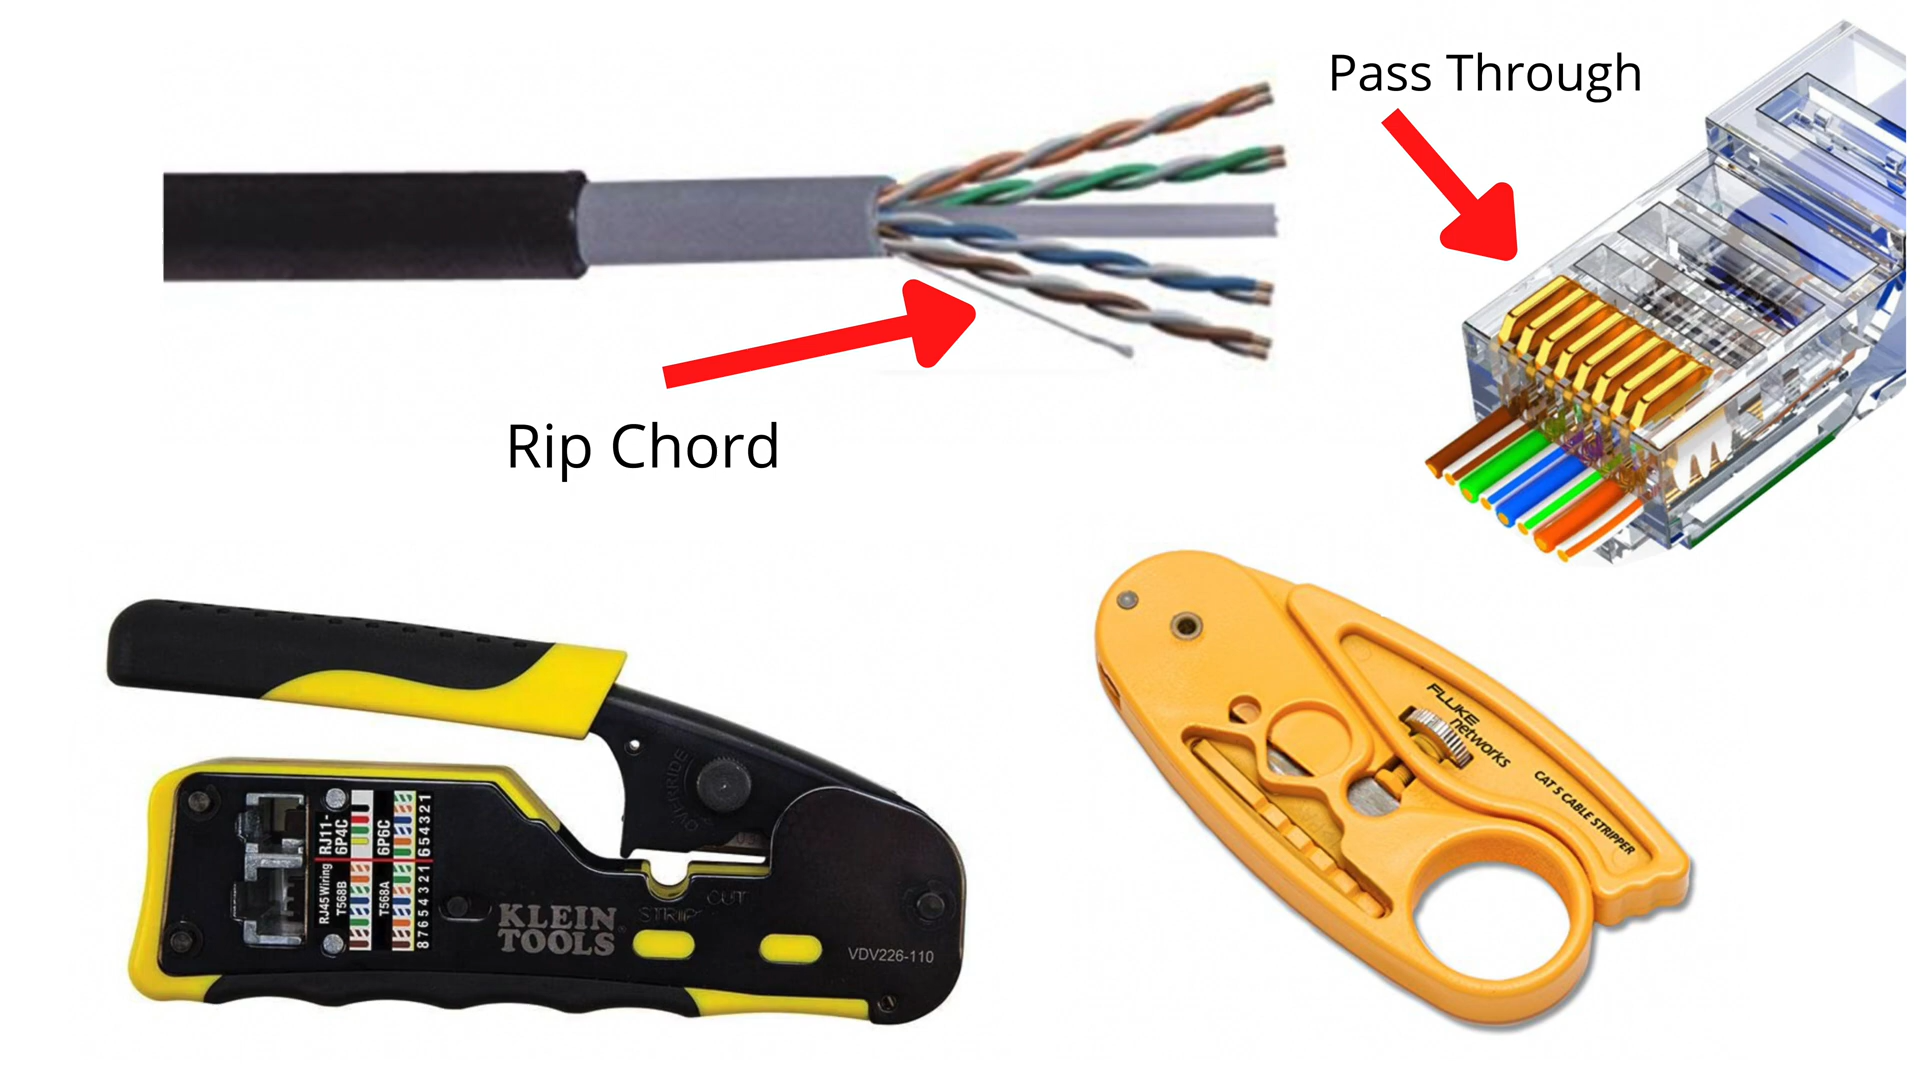 Pass Through
Rip Chord
OVERRIDE
RJ11-
6P4C
6P6C
654321
RJ45 Wiring
T568B
T568A
87654321
KLEIN
TOOLS
STRIP
CUT
VDV226-110
FLUKE
networks
CAT 5 CABLE STRIPPER